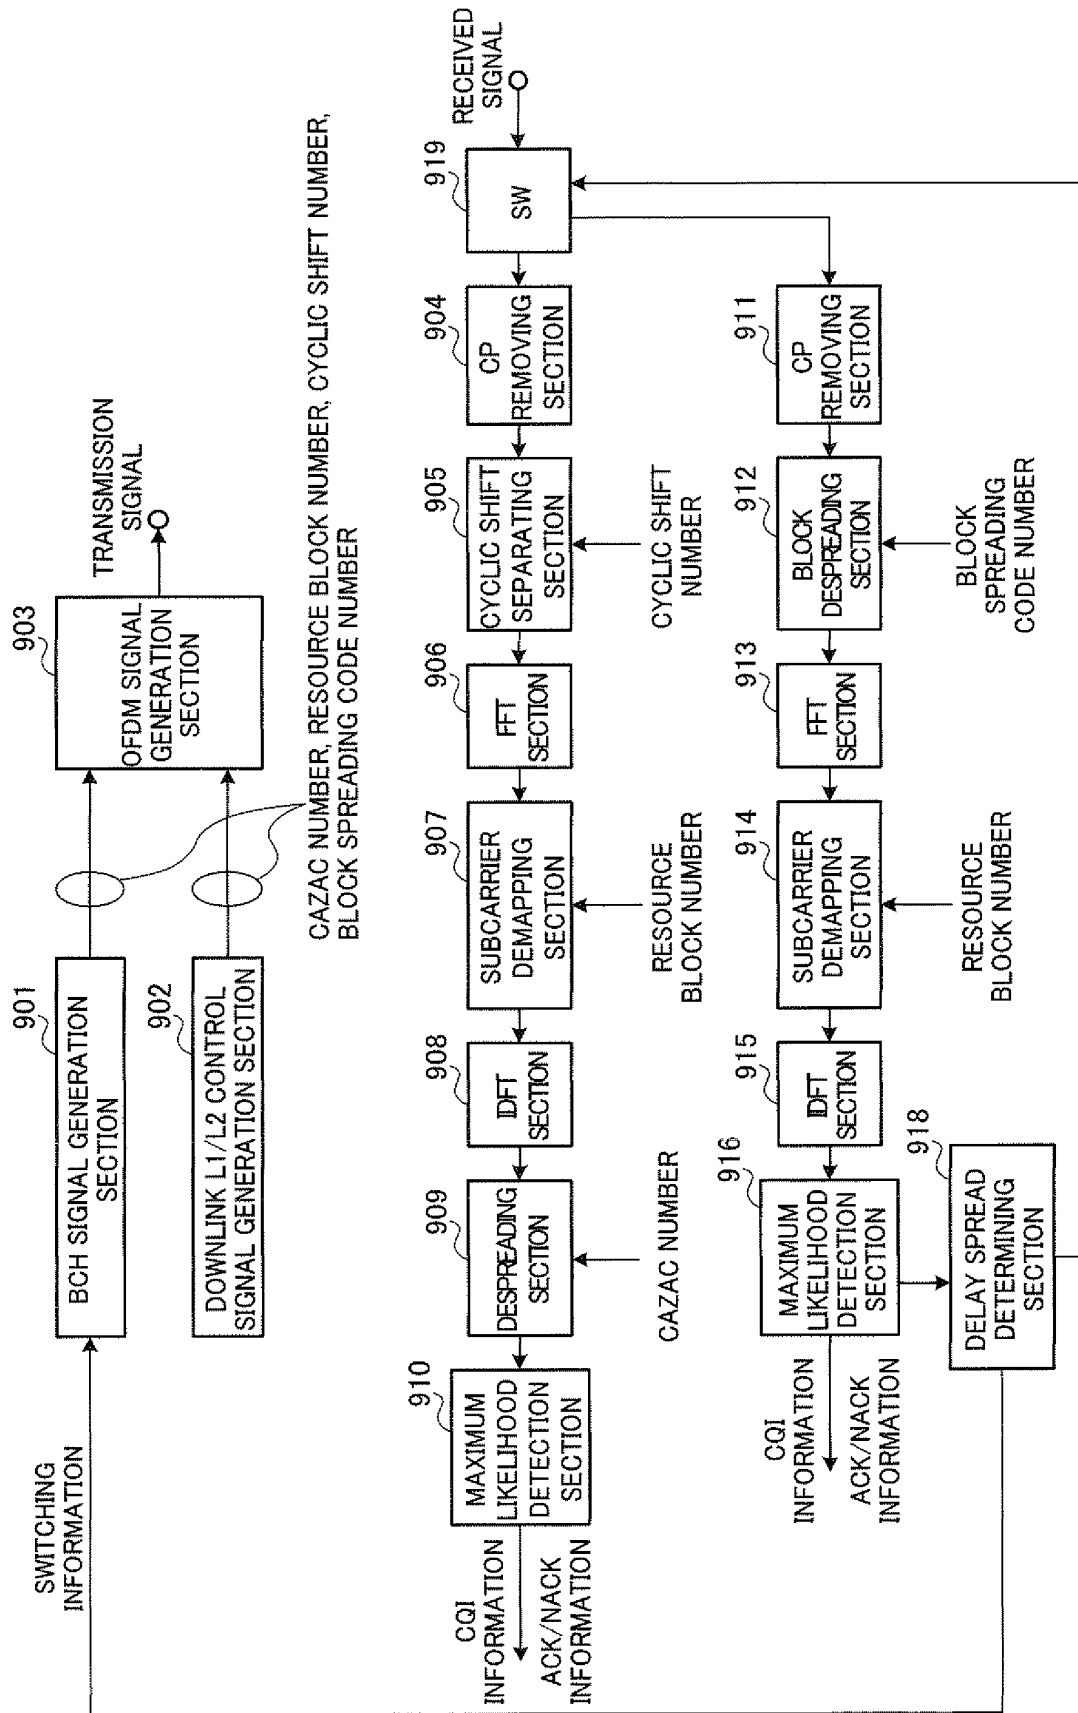 SWITCHING
INFORMATION
901
BCH SIGNAL GENERATION
SECTION
902
DOWNLINK L1/L2 CONTROL
SIGNAL GENERATION SECTION
903
OFDM SIGNAL
GENERATION
SECTION
TRANSMISSION
SIGNAL
CAZAC NUMBER, RESOURCE BLOCK NUMBER, CYCLIC SHIFT NUMBER,
BLOCK SPREADING CODE NUMBER
RECEIVED
SIGNAL
919
SW
904
CP
REMOVING
SECTION
905
CYCLIC SHIFT
SEPARATING
SECTION
CYCLIC SHIFT
NUMBER
906
FFT
SECTION
907
SUBCARRIER
DEMAPPING
SECTION
RESOURCE
BLOCK NUMBER
908
IDFT
SECTION
909
DESPREADING
SECTION
CAZAC NUMBER
910
MAXIMUM
LIKELIHOOD
DETECTION
SECTION
CQI
INFORMATION
ACK/NACK
INFORMATION
911
CP
REMOVING
SECTION
912
BLOCK
DESPREADING
SECTION
BLOCK
SPREADING
CODE NUMBER
913
FFT
SECTION
914
SUBCARRIER
DEMAPPING
SECTION
RESOURCE
BLOCK NUMBER
915
IDFT
SECTION
916
MAXIMUM
LIKELIHOOD
DETECTION
SECTION
CQI
INFORMATION
ACK/NACK
INFORMATION
918
DELAY SPREAD
DETERMINING
SECTION